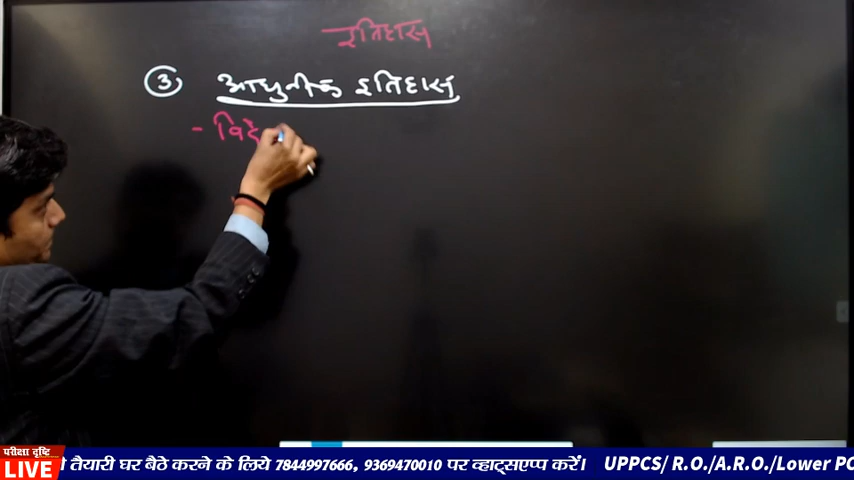 इतिहास
③ आधुनीक इतिहास
- विदे
परीक्षा दृष्टि
LIVE
तैयारी घर बैठे करने के लिये 7844997666, 9369470010 पर व्हाट्सएप्प करें। UPPCS/ R.O./A.R.O./Lower PC